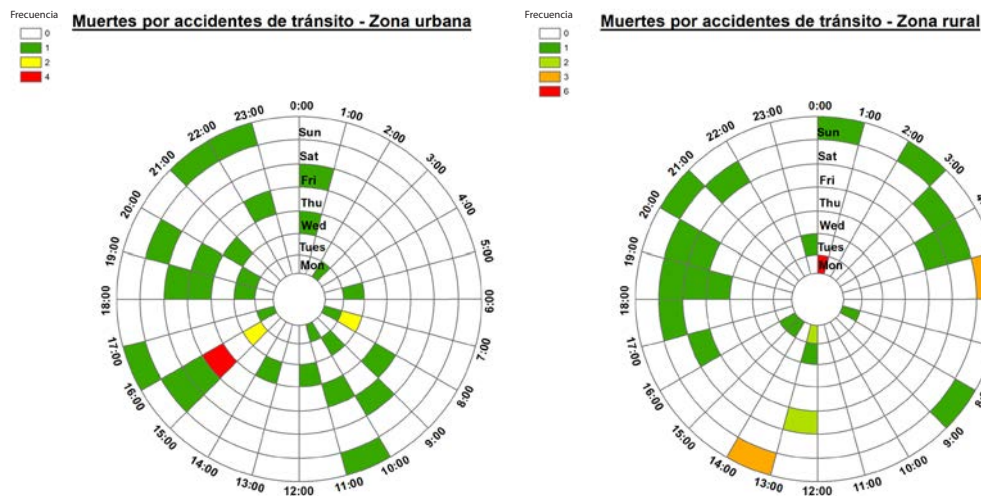 Frecuencia
0
1
2
4
Muertes por accidentes de tránsito - Zona urbana
0:00
1:00
2:00
3:00
4:00
5:00
6:00
7:00
8:00
9:00
10:00
11:00
12:00
13:00
14:00
15:00
16:00
17:00
18:00
19:00
20:00
21:00
22:00
23:00
Sun
Sat
Fri
Thu
Wed
Tues
Mon
Frecuencia
0
1
2
3
6
Muertes por accidentes de tránsito - Zona rural
0:00
1:00
2:00
3:00
9:00
10:00
11:00
12:00
13:00
14:00
15:00
16:00
17:00
18:00
19:00
20:00
21:00
22:00
23:00
Sun
Sat
Fri
Thu
Wed
Tues
Mon